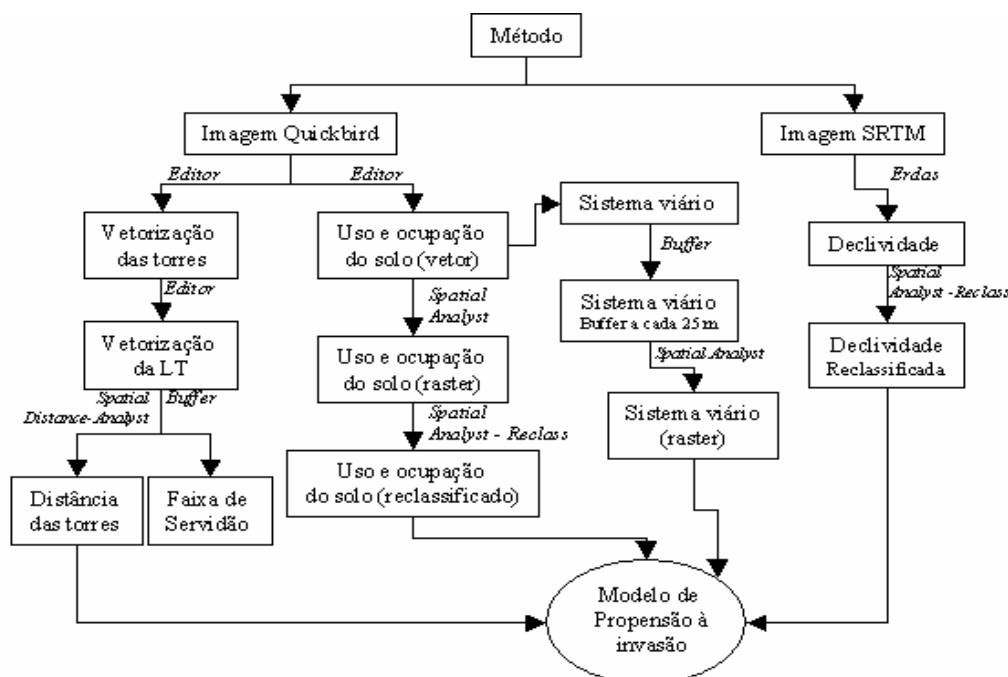 Método
Imagem Quickbird
Imagem SRTM
Editor
Editor
Erdas
Vetorização
das torres
Uso e ocupação
do solo (vetor)
Sistema viário
Declividade
Editor
Spatial
Analyst
Buffer
Spatial
Analyst -Reclass
Vetorização
da LT
Uso e ocupação
do solo (raster)
Sistema viário
Buffer a cada 25 m
Declividade
Reclassificada
Spatial
Distance-Analyst
Buffer
Spatial
Analyst - Reclass
Spatial Analyst
Distância
das torres
Faixa de
Servidão
Uso e ocupação
do solo (reclassificado)
Sistema viário
(raster)
Modelo de
Propensão à
invasão